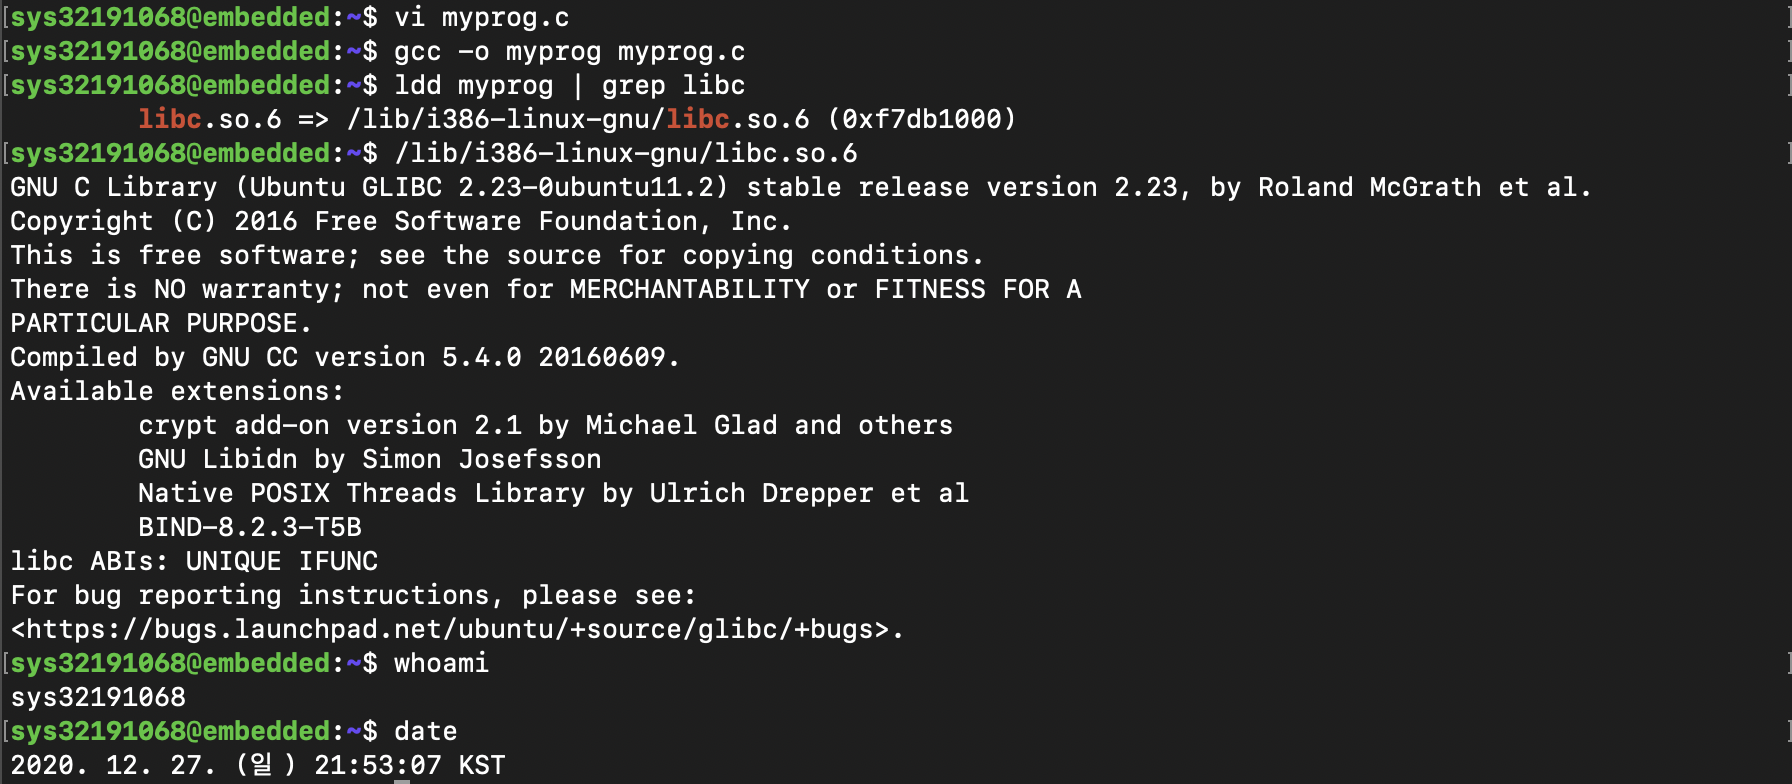 [sys32191068@embedded:~$ vi myprog.c ]
[sys32191068@embedded:~$ gcc -o myprog myprog.c ]
[sys32191068@embedded:~$ ldd myprog | grep libc ]
libc.so.6 => /lib/i386-linux-gnu/libc.so.6 (0xf7db1000)
[sys32191068@embedded:~$ /lib/i386-linux-gnu/libc.so.6 ]
GNU C Library (Ubuntu GLIBC 2.23-0ubuntu11.2) stable release version 2.23, by Roland McGrath et al.
Copyright (C) 2016 Free Software Foundation, Inc.
This is free software; see the source for copying conditions.
There is NO warranty; not even for MERCHANTABILITY or FITNESS FOR A
PARTICULAR PURPOSE.
Compiled by GNU CC version 5.4.0 20160609.
Available extensions:
crypt add-on version 2.1 by Michael Glad and others
GNU Libidn by Simon Josefsson
Native POSIX Threads Library by Ulrich Drepper et al
BIND-8.2.3-T5B
libc ABIs: UNIQUE IFUNC
For bug reporting instructions, please see:
<https://bugs.launchpad.net/ubuntu/+source/glibc/+bugs>.
[sys32191068@embedded:~$ whoami ]
sys32191068
[sys32191068@embedded:~$ date ]
2020. 12. 27. (일 ) 21:53:07 KST